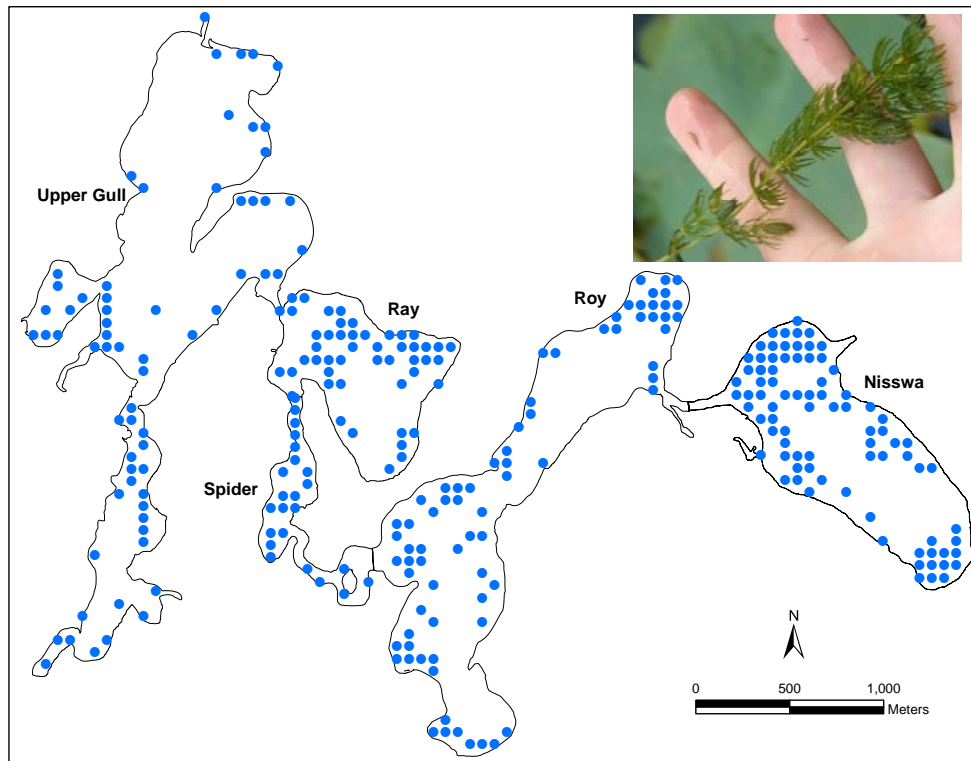 Upper Gull
Ray
Roy
Nisswa
Spider
N
0 500 1,000
Meters